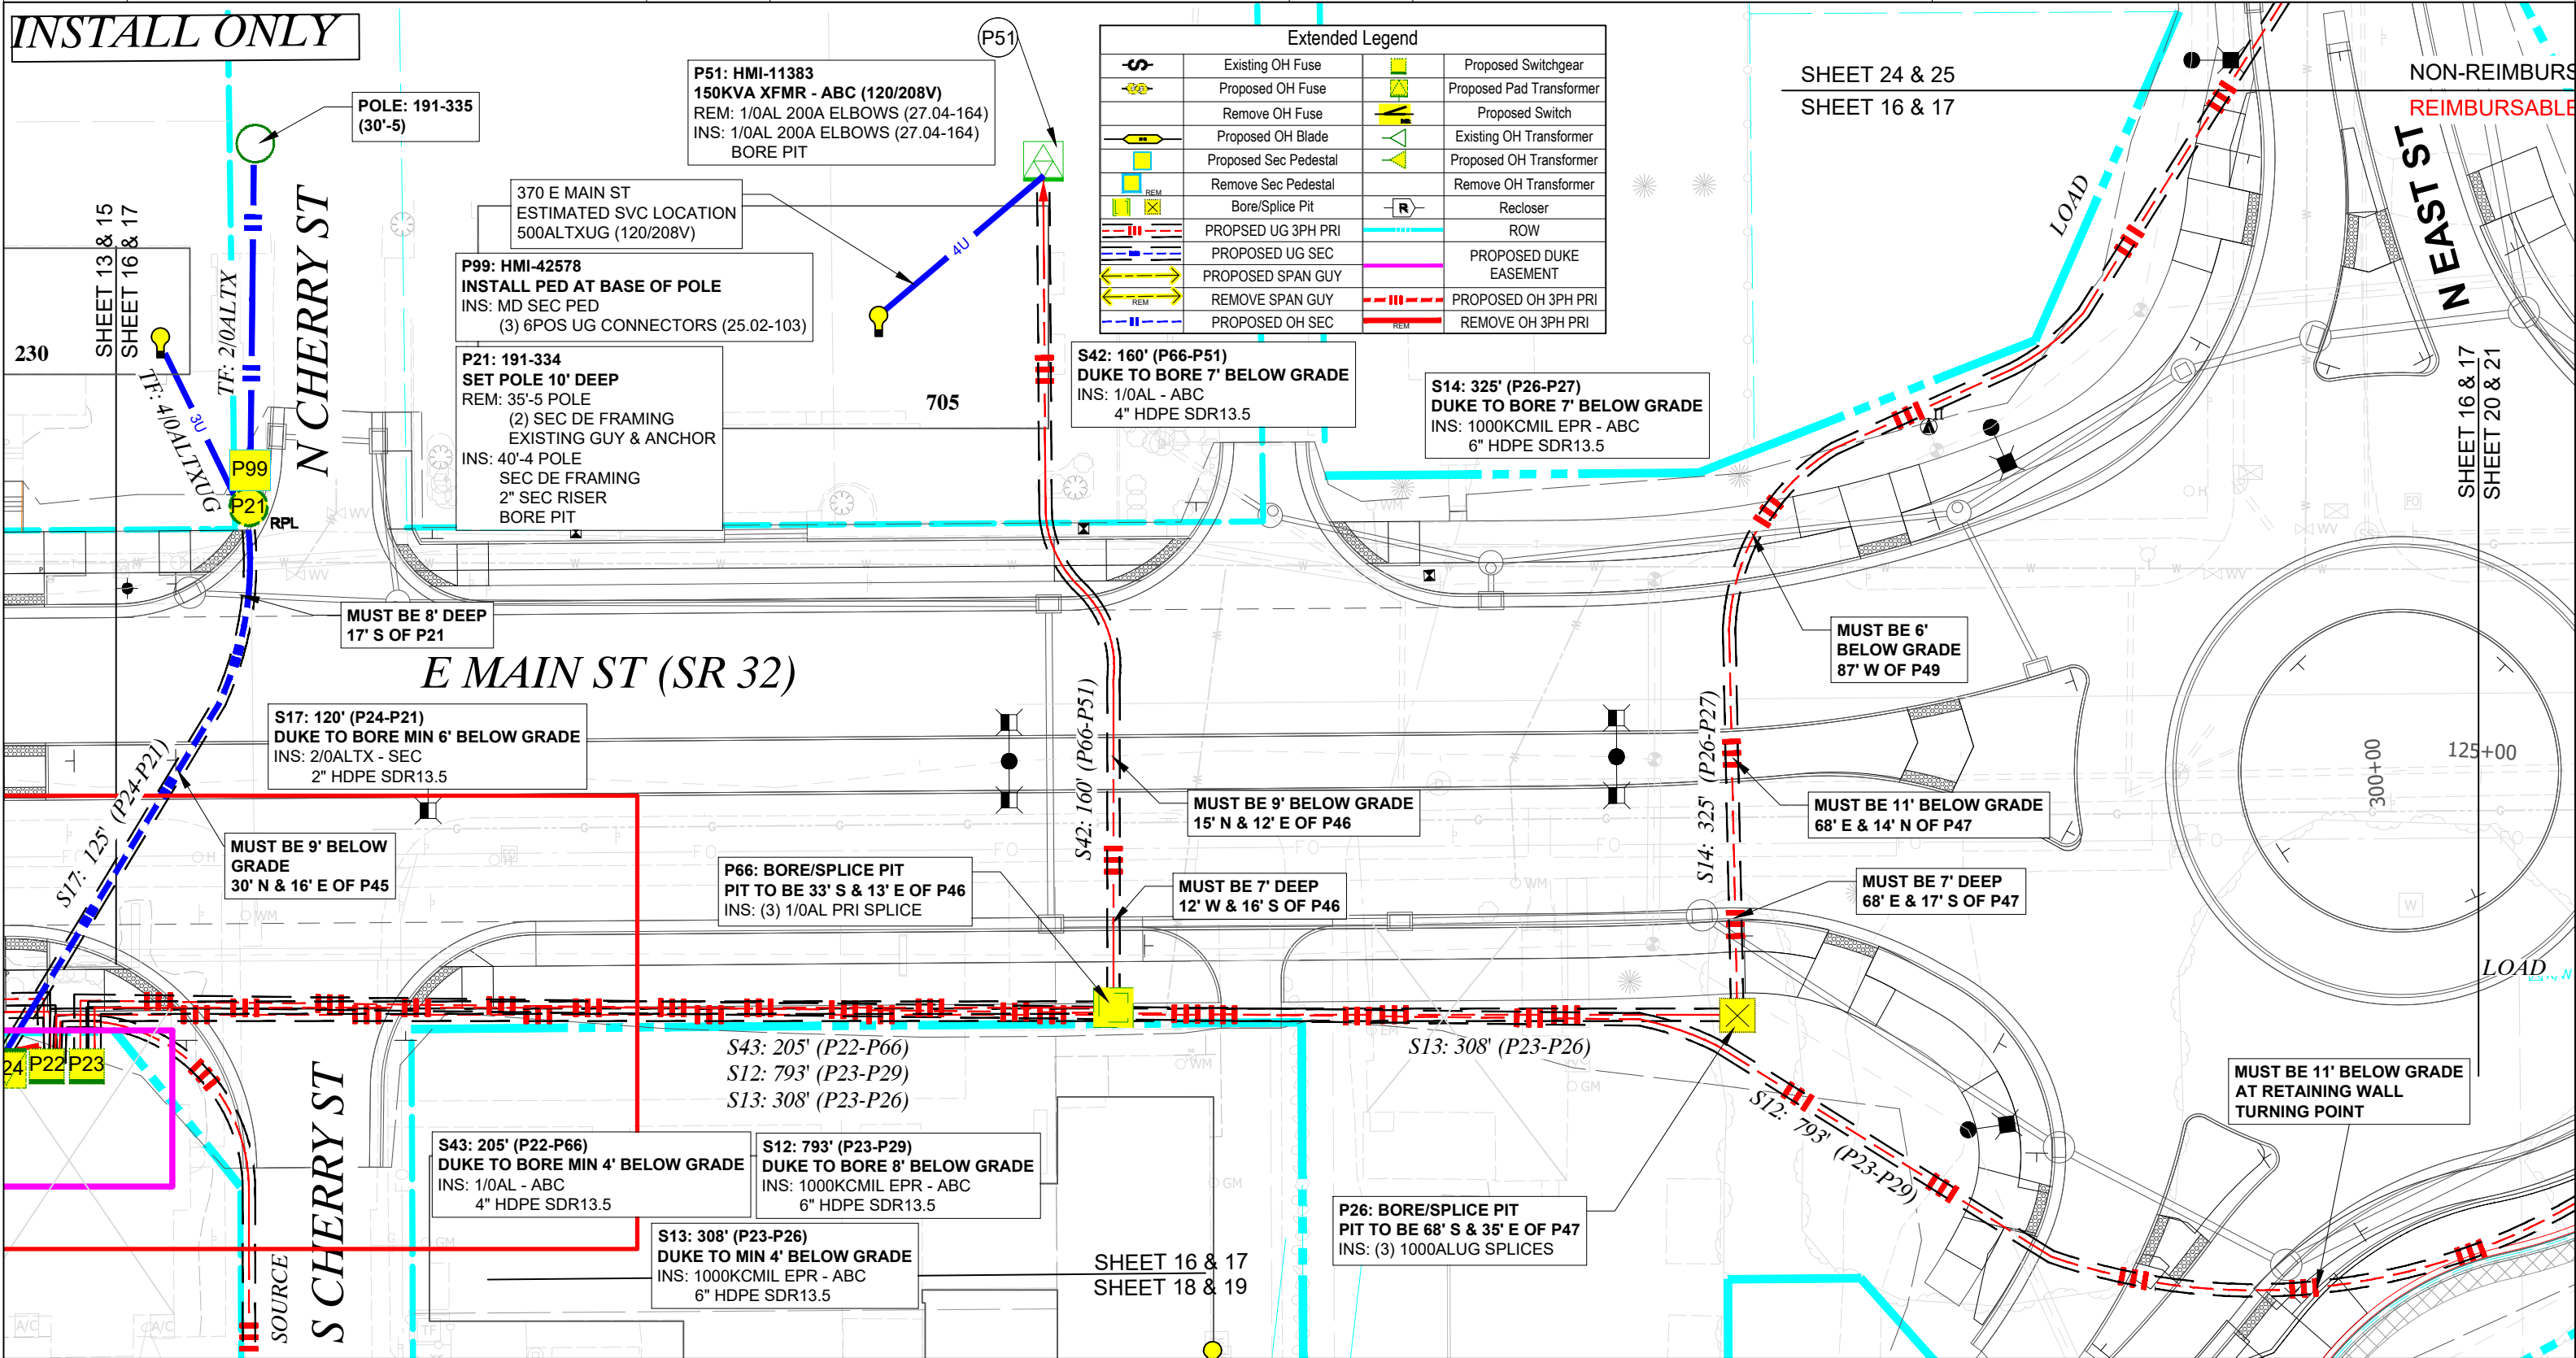 INSTALL ONLY
POLE: 191-335
(30'-5)
P51: HMI-11383
150KVA XFMR - ABC (120/208V)
REM: 1/0AL 200A ELBOWS (27.04-164)
INS: 1/0AL 200A ELBOWS (27.04-164)
BORE PIT
P51
Extended Legend
Existing OH Fuse
Proposed Switchgear
Proposed OH Fuse
Proposed Pad Transformer
Remove OH Fuse
Proposed Switch
Proposed OH Blade
Existing OH Transformer
Proposed Sec Pedestal
Proposed OH Transformer
REM
Remove Sec Pedestal
Remove OH Transformer
Bore/Splice Pit
R
Recloser
PROPSED UG 3PH PRI
ROW
PROPOSED UG SEC
PROPOSED DUKE
EASEMENT
PROPOSED SPAN GUY
REM
REMOVE SPAN GUY
PROPOSED OH 3PH PRI
PROPOSED OH SEC
REM
REMOVE OH 3PH PRI
SHEET 24 & 25
SHEET 16 & 17
NON-REIMBURS
REIMBURSABLE
N EAST ST
LOAD
SHEET 13 & 15
SHEET 16 & 17
230
TF: 2/0ALTX
N CHERRY ST
3U
TF: 4/0ALTXUG
370 E MAIN ST
ESTIMATED SVC LOCATION
500ALTXUG (120/208V)
4U
P99: HMI-42578
INSTALL PED AT BASE OF POLE
INS: MD SEC PED
(3) 6POS UG CONNECTORS (25.02-103)
P21: 191-334
SET POLE 10' DEEP
REM: 35'-5 POLE
(2) SEC DE FRAMING
EXISTING GUY & ANCHOR
INS: 40'-4 POLE
SEC DE FRAMING
2" SEC RISER
BORE PIT
P99
P21
RPL
705
S42: 160' (P66-P51)
DUKE TO BORE 7' BELOW GRADE
INS: 1/0AL - ABC
4" HDPE SDR13.5
S14: 325' (P26-P27)
DUKE TO BORE 7' BELOW GRADE
INS: 1000KCMIL EPR - ABC
6" HDPE SDR13.5
SHEET 16 & 17
SHEET 20 & 21
MUST BE 8' DEEP
17' S OF P21
E MAIN ST (SR 32)
MUST BE 6'
BELOW GRADE
87' W OF P49
S17: 120' (P24-P21)
DUKE TO BORE MIN 6' BELOW GRADE
INS: 2/0ALTX - SEC
2" HDPE SDR13.5
S17: 125' (P24-P21)
S42: 160' (P66-P51)
S14: 325' (P26-P27)
300+00
125+00
MUST BE 9' BELOW GRADE
15' N & 12' E OF P46
MUST BE 11' BELOW GRADE
68' E & 14' N OF P47
MUST BE 9' BELOW
GRADE
30' N & 16' E OF P45
P66: BORE/SPLICE PIT
PIT TO BE 33' S & 13' E OF P46
INS: (3) 1/0AL PRI SPLICE
MUST BE 7' DEEP
12' W & 16' S OF P46
MUST BE 7' DEEP
68' E & 17' S OF P47
LOAD
24
P22
P23
S43: 205' (P22-P66)
S12: 793' (P23-P29)
S13: 308' (P23-P26)
S13: 308' (P23-P26)
S12: 793' (P23-P29)
MUST BE 11' BELOW GRADE
AT RETAINING WALL
TURNING POINT
S CHERRY ST
SOURCE
S43: 205' (P22-P66)
DUKE TO BORE MIN 4' BELOW GRADE
INS: 1/0AL - ABC
4" HDPE SDR13.5
S12: 793' (P23-P29)
DUKE TO BORE 8' BELOW GRADE
INS: 1000KCMIL EPR - ABC
6" HDPE SDR13.5
S13: 308' (P23-P26)
DUKE TO MIN 4' BELOW GRADE
INS: 1000KCMIL EPR - ABC
6" HDPE SDR13.5
SHEET 16 & 17
SHEET 18 & 19
P26: BORE/SPLICE PIT
PIT TO BE 68' S & 35' E OF P47
INS: (3) 1000ALUG SPLICES